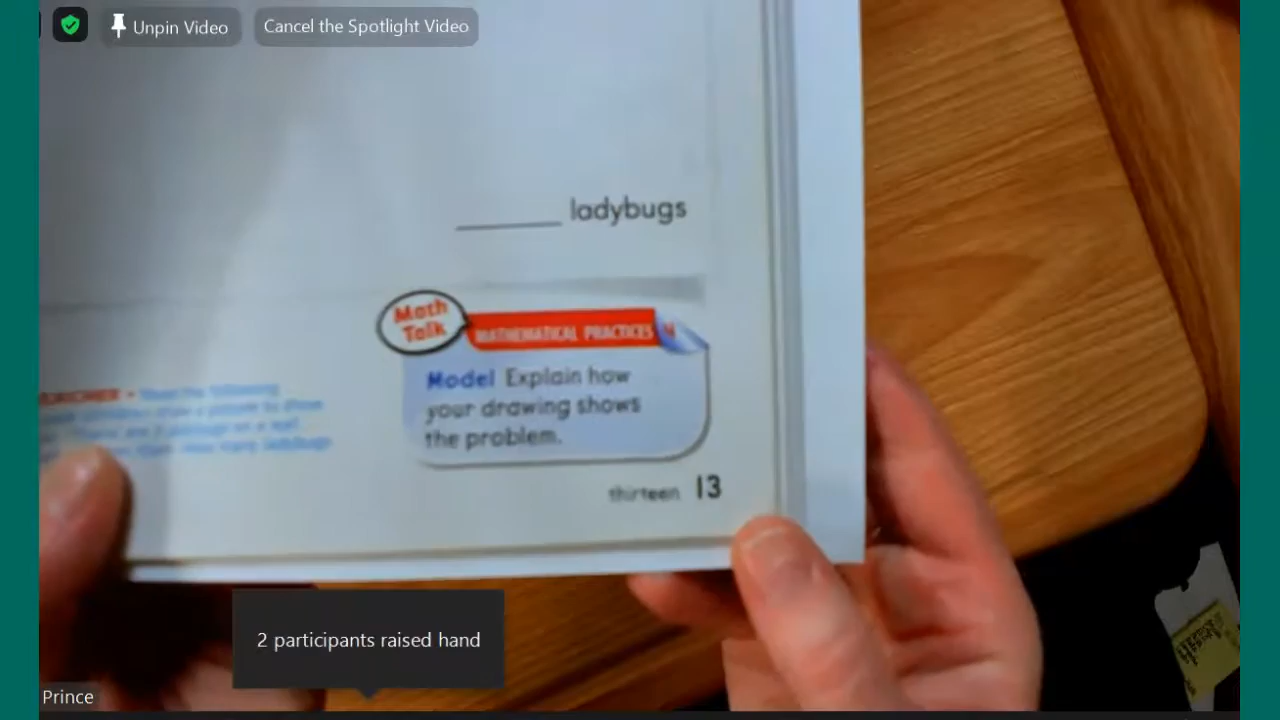 Unpin Video
Cancel the Spotlight Video
ladybugs
Math
Talk
MATHEMATICAL PRACTICES 4
Model Explain how
your drawing shows
the problem.
thirteen 13
2 participants raised hand
Prince